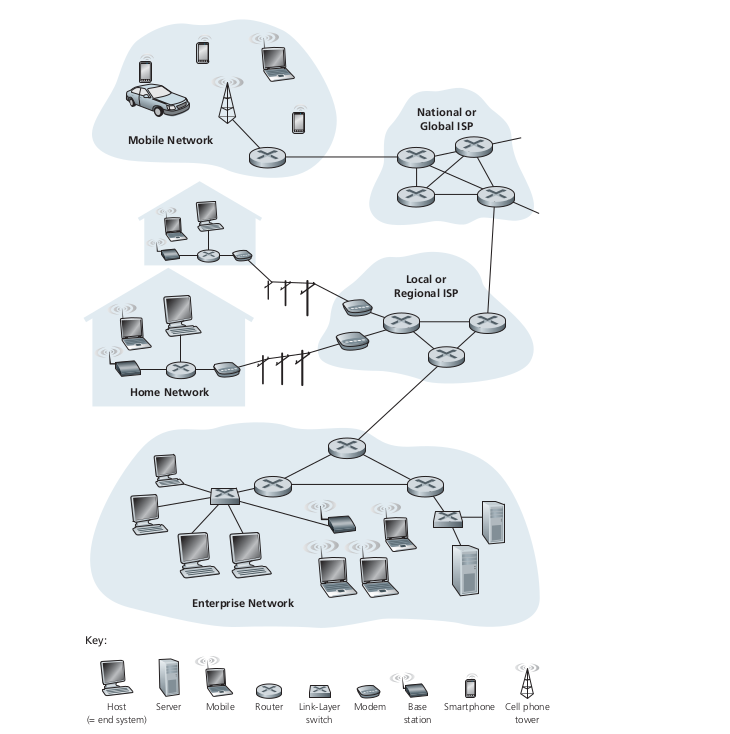 Mobile Network
National or
Global ISP
Local or
Regional ISP
Home Network
Enterprise Network
Key:
Host
(= end system)
Server
Mobile
Router
Link-Layer
switch
Modem
Base
station
Smartphone
Cell phone
tower